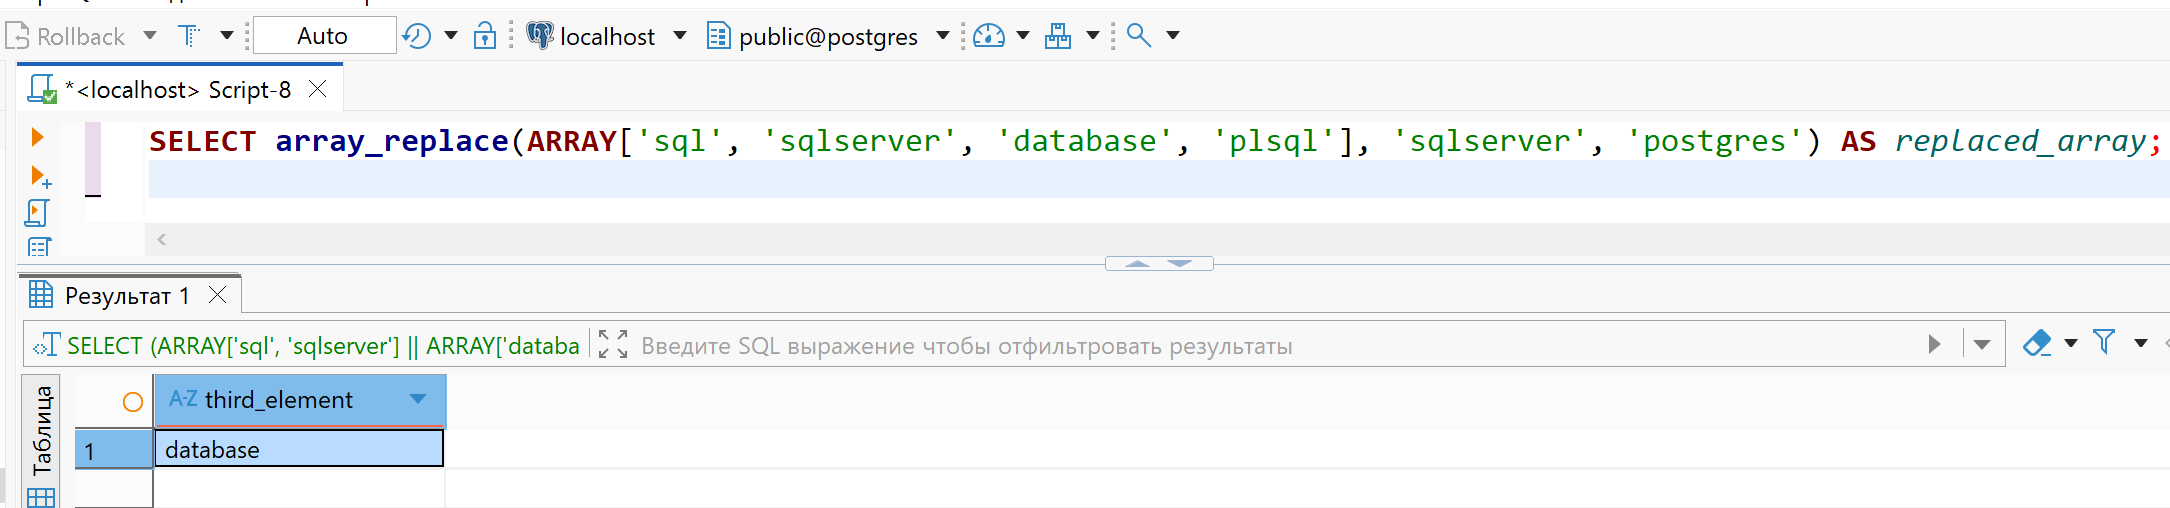 Rollback Auto localhost public@postgres
*<localhost> Script-8
SELECT array_replace(ARRAY['sql', 'sqlserver', 'database', 'plsql'], 'sqlserver', 'postgres') AS replaced_array;
Результат 1
SELECT (ARRAY['sql', 'sqlserver'] || ARRAY['databa Введите SQL выражение чтобы отфильтровать результаты
Таблица
A-Z third_element
1 database